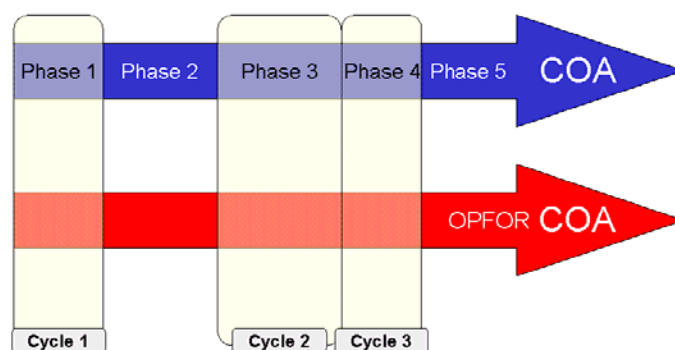 Phase 1 Phase 2 Phase 3 Phase 4 Phase 5 COA
OPFOR COA
Cycle 1 Cycle 2 Cycle 3